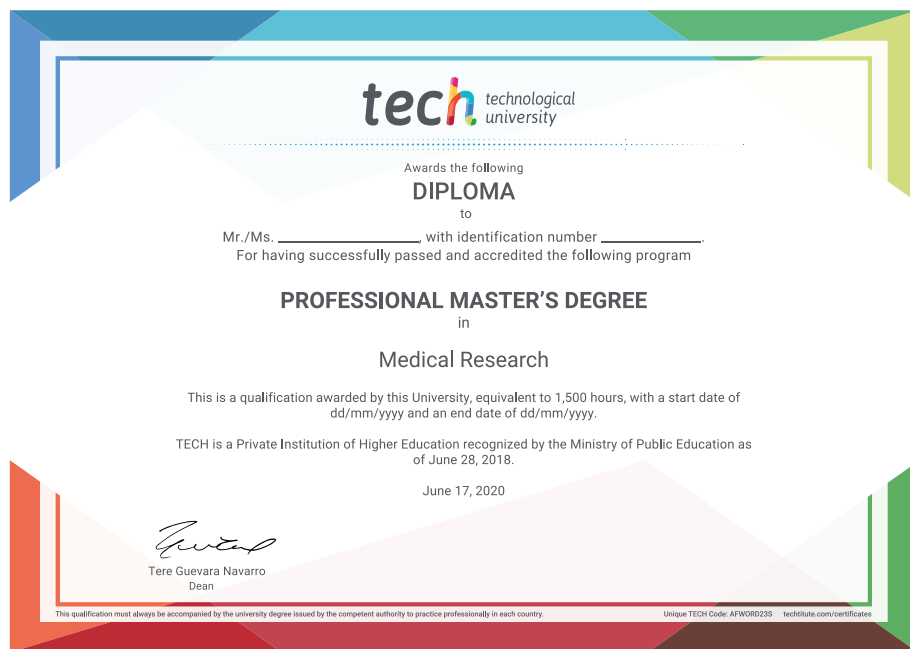 tech technological
university
Awards the following
DIPLOMA
to
Mr./Ms. ____________________, with identification number ______________.
For having successfully passed and accredited the following program
PROFESSIONAL MASTER'S DEGREE
in
Medical Research
This is a qualification awarded by this University, equivalent to 1,500 hours, with a start date of
dd/mm/yyyy and an end date of dd/mm/yyyy.
TECH is a Private Institution of Higher Education recognized by the Ministry of Public Education as
of June 28, 2018.
June 17, 2020
Tere Guevara Navarro
Dean
This qualification must always be accompanied by the university degree issued by the competent authority to practice professionally in each country. Unique TECH Code: AFWORD23S techtitute.com/certificates